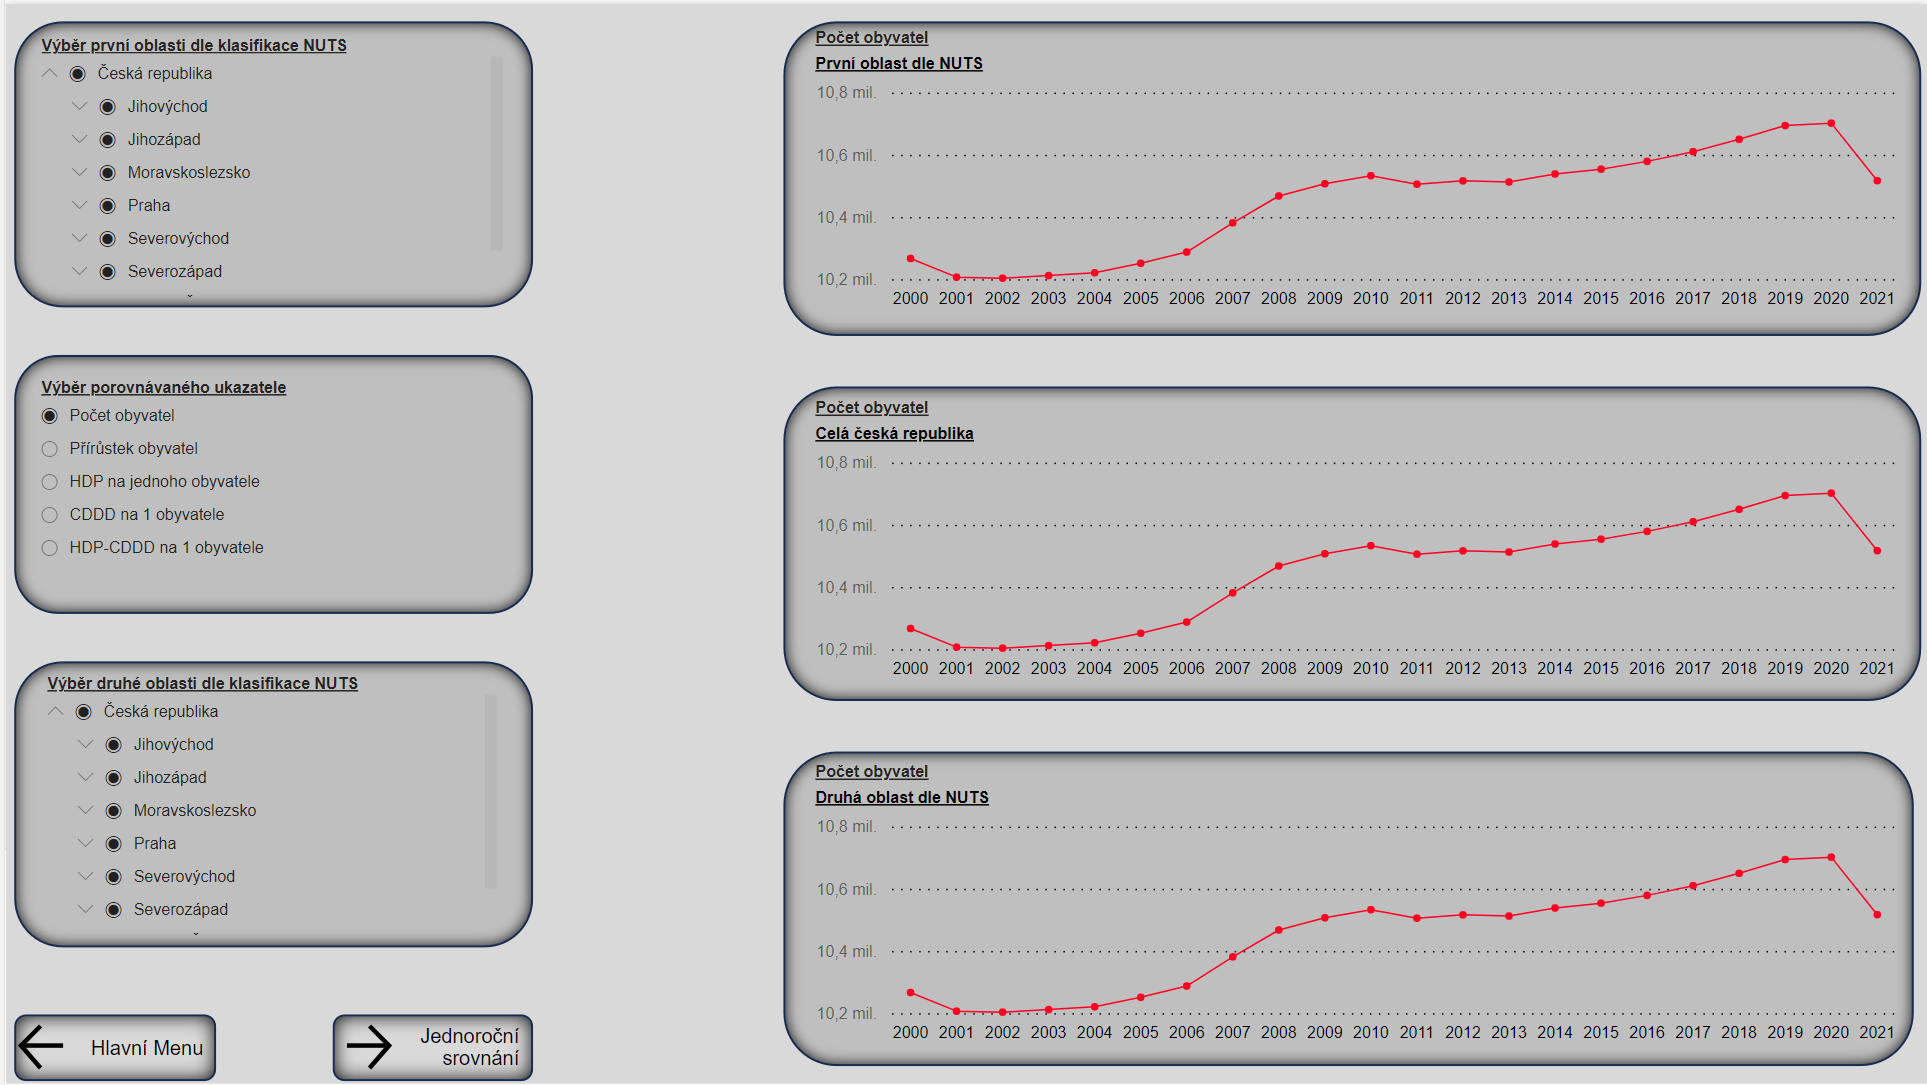 Výběr první oblasti dle klasifikace NUTS
Česká republika
Jihovýchod
Jihozápad
Moravskoslezsko
Praha
Severovýchod
Severozápad
Výběr porovnávaného ukazatele
Počet obyvatel
Přírůstek obyvatel
HDP na jednoho obyvatele
CDDD na 1 obyvatele
HDP-CDDD na 1 obyvatele
Výběr druhé oblasti dle klasifikace NUTS
Česká republika
Jihovýchod
Jihozápad
Moravskoslezsko
Praha
Severovýchod
Severozápad
Hlavní Menu
Jednoroční
srovnání
Počet obyvatel
První oblast dle NUTS
10,8 mil.
10,6 mil.
10,4 mil.
10,2 mil.
2000 2001 2002 2003 2004 2005 2006 2007 2008 2009 2010 2011 2012 2013 2014 2015 2016 2017 2018 2019 2020 2021
Počet obyvatel
Celá česká republika
10,8 mil.
10,6 mil.
10,4 mil.
10,2 mil.
2000 2001 2002 2003 2004 2005 2006 2007 2008 2009 2010 2011 2012 2013 2014 2015 2016 2017 2018 2019 2020 2021
Počet obyvatel
Druhá oblast dle NUTS
10,8 mil.
10,6 mil.
10,4 mil.
10,2 mil.
2000 2001 2002 2003 2004 2005 2006 2007 2008 2009 2010 2011 2012 2013 2014 2015 2016 2017 2018 2019 2020 2021